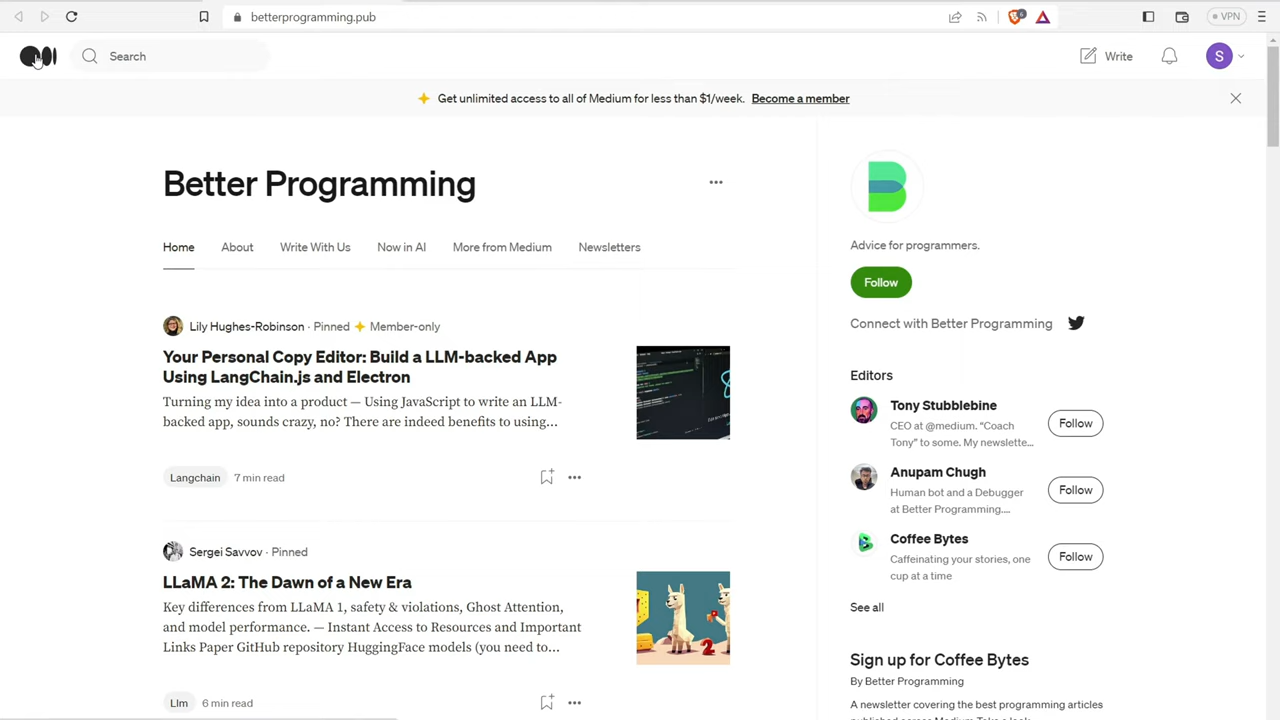 betterprogramming.pub
6
VPN
Search
Write
S
Get unlimited access to all of Medium for less than $1/week. Become a member
Better Programming
Home About Write With Us Now in AI More from Medium Newsletters
Lily Hughes-Robinson · Pinned Member-only
Your Personal Copy Editor: Build a LLM-backed App
Using LangChain.js and Electron
Turning my idea into a product — Using JavaScript to write an LLM-
backed app, sounds crazy, no? There are indeed benefits to using...
Langchain 7 min read
Sergei Savvov · Pinned
LLaMA 2: The Dawn of a New Era
Key differences from LLaMA 1, safety & violations, Ghost Attention,
and model performance. — Instant Access to Resources and Important
Links Paper GitHub repository HuggingFace models (you need to...
2
Llm 6 min read
Advice for programmers.
Follow
Connect with Better Programming
Editors
Tony Stubblebine
CEO at @medium. “Coach
Tony” to some. My newslette...
Follow
Anupam Chugh
Human bot and a Debugger
at Better Programming....
Follow
Coffee Bytes
Caffeinating your stories, one
cup at a time
Follow
See all
Sign up for Coffee Bytes
By Better Programming
A newsletter covering the best programming articles